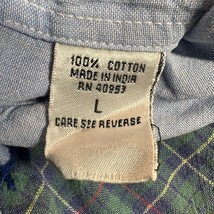 100% COTTON
MADE IN INDIA
RN 40953
L
CARE SEE REVERSE